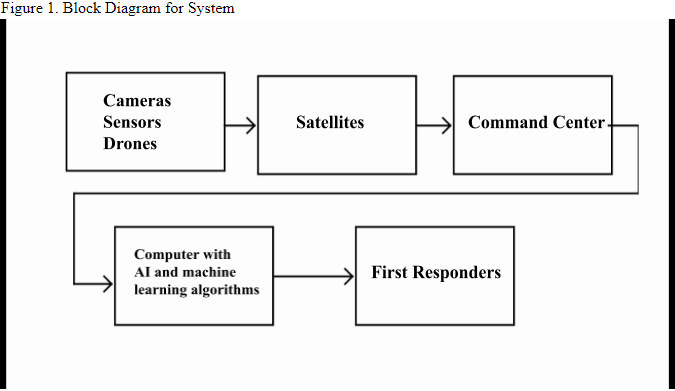 Figure 1. Block Diagram for System
Cameras
Sensors
Drones
Satellites
Command Center
Computer with
AI and machine
learning algorithms
First Responders